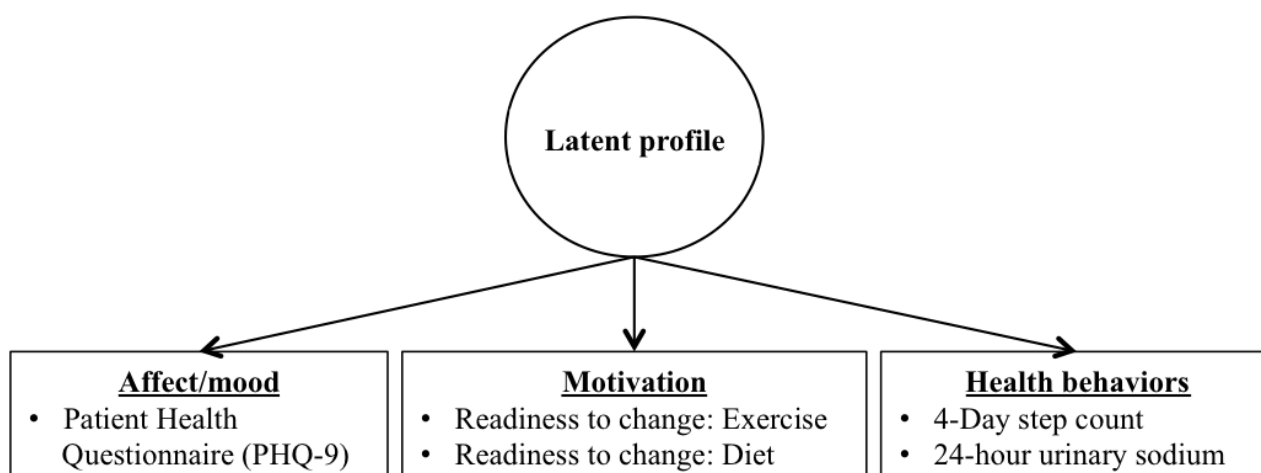 Latent profile
Affect/mood
• Patient Health
Questionnaire (PHQ-9)
Motivation
• Readiness to change: Exercise
• Readiness to change: Diet
Health behaviors
• 4-Day step count
• 24-hour urinary sodium